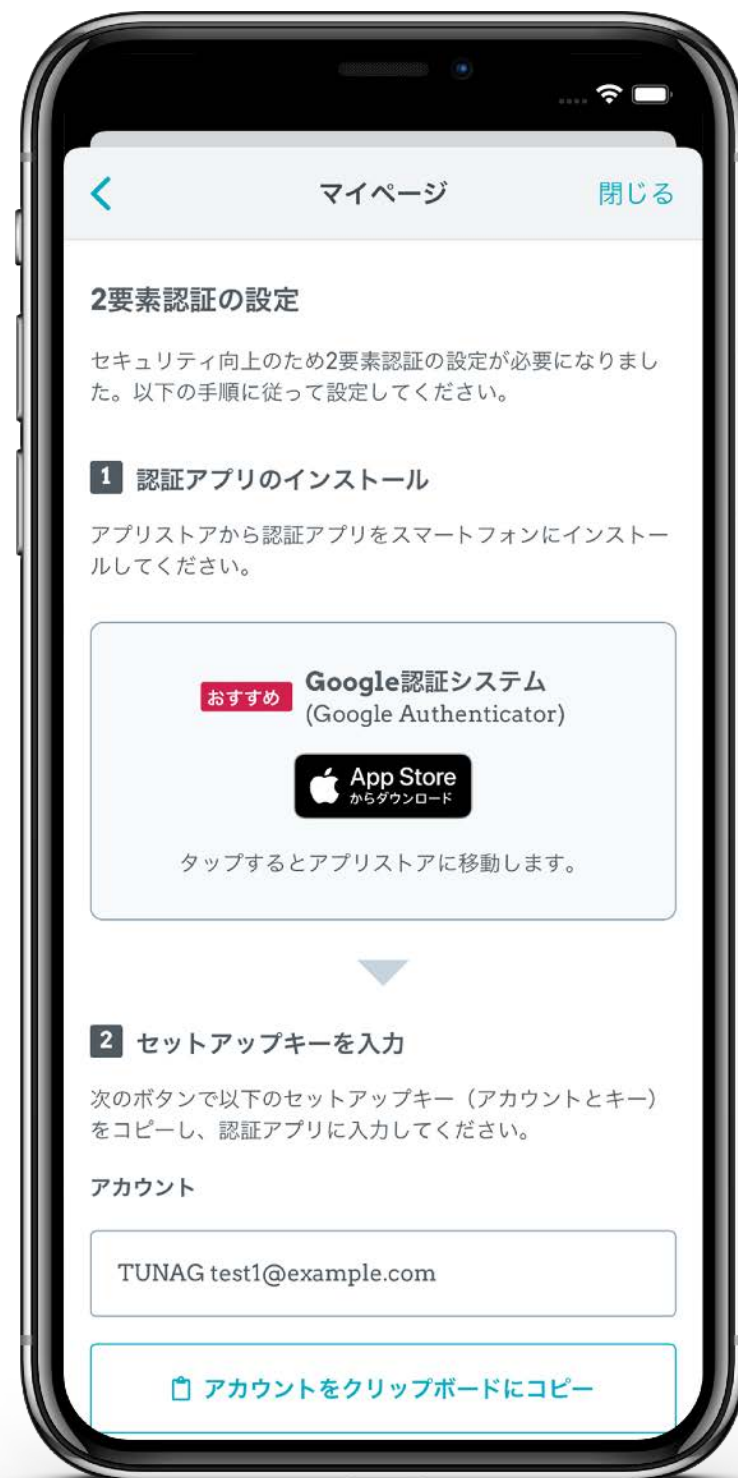 マイページ
閉じる
2要素認証の設定
セキュリティ向上のため2要素認証の設定が必要になりまし
た。以下の手順に従って設定してください。
1 認証アプリのインストール
アプリストアから認証アプリをスマートフォンにインストー
ルしてください。
おすすめ
Google認証システム
(Google Authenticator)
App Store
からダウンロード
タップするとアプリストアに移動します。
2 セットアップキーを入力
次のボタンで以下のセットアップキー（アカウントとキー）
をコピーし、認証アプリに入力してください。
アカウント
TUNAG test1@example.com
アカウントをクリップボードにコピー